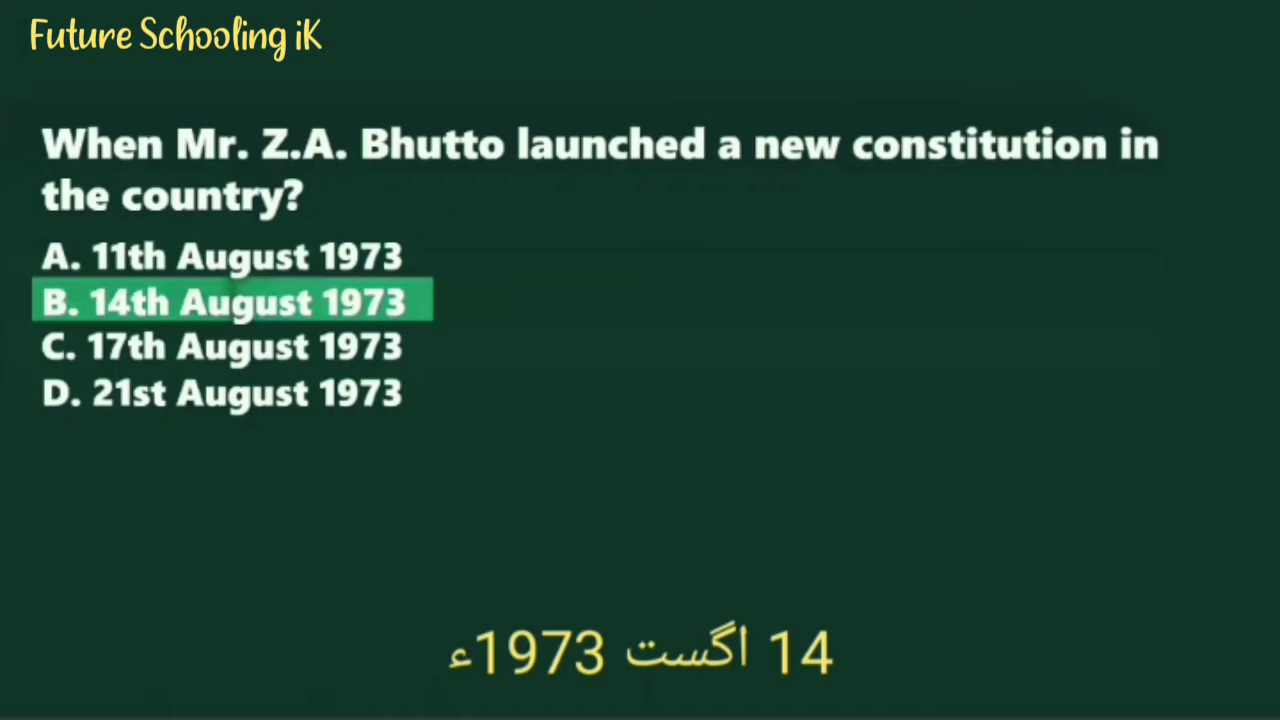 Future Schooling iK
When Mr. Z.A. Bhutto launched a new constitution in
the country?
A. 11th August 1973
B. 14th August 1973
C. 17th August 1973
D. 21st August 1973
14 اگست 1973ء